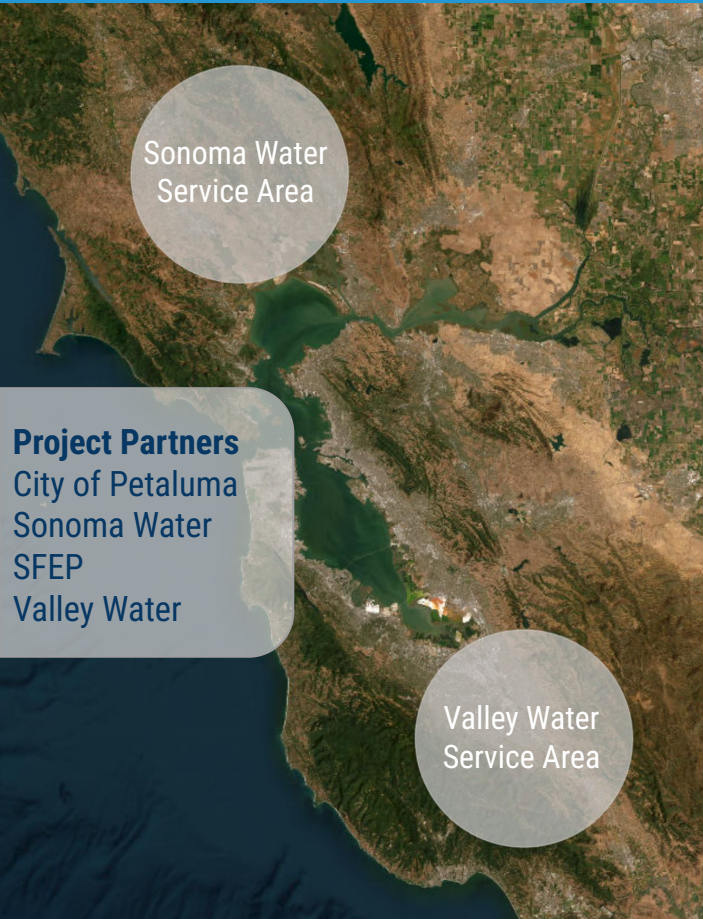 Sonoma Water
Service Area
Project Partners
City of Petaluma
Sonoma Water
SFEP
Valley Water
Valley Water
Service Area